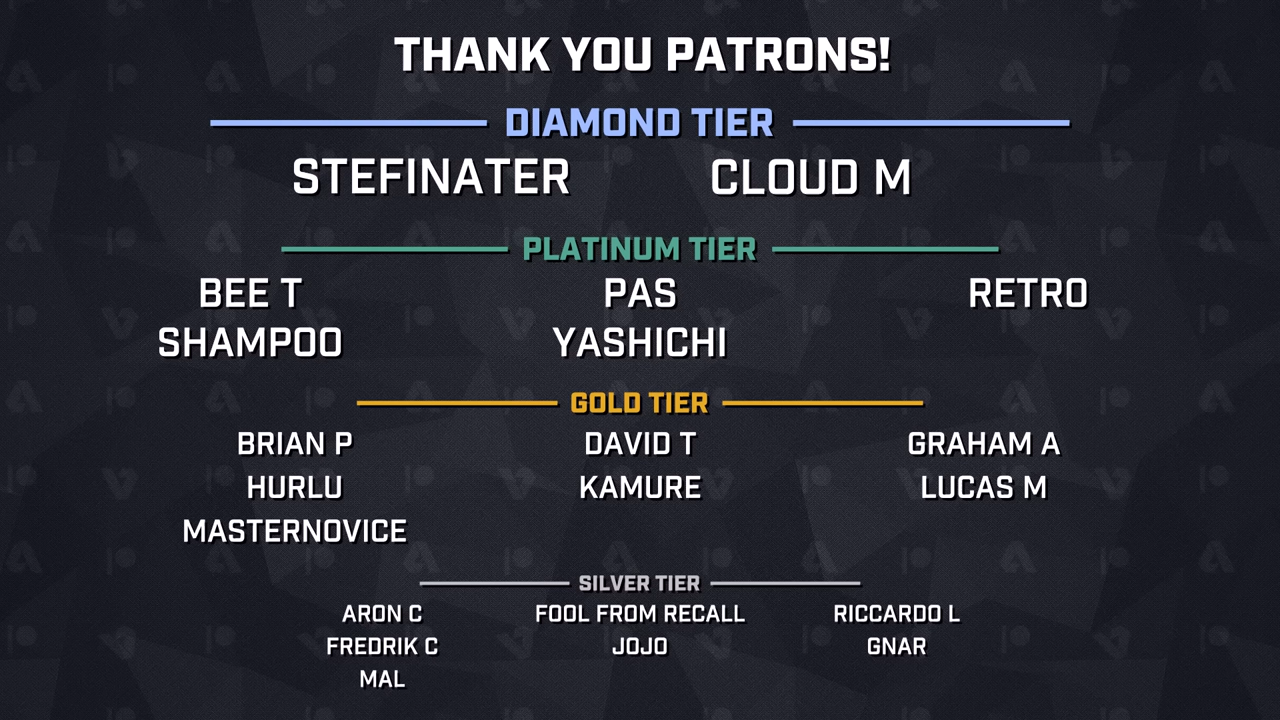 THANK YOU PATRONS!
DIAMOND TIER
STEFINATER CLOUD M
PLATINUM TIER
BEE T PAS RETRO
SHAMPOO YASHICHI
GOLD TIER
BRIAN P DAVID T GRAHAM A
HURLU KAMURE LUCAS M
MASTERNOVICE
SILVER TIER
ARON C FOOL FROM RECALL RICCARDO L
FREDRIK C JOJO GNAR
MAL